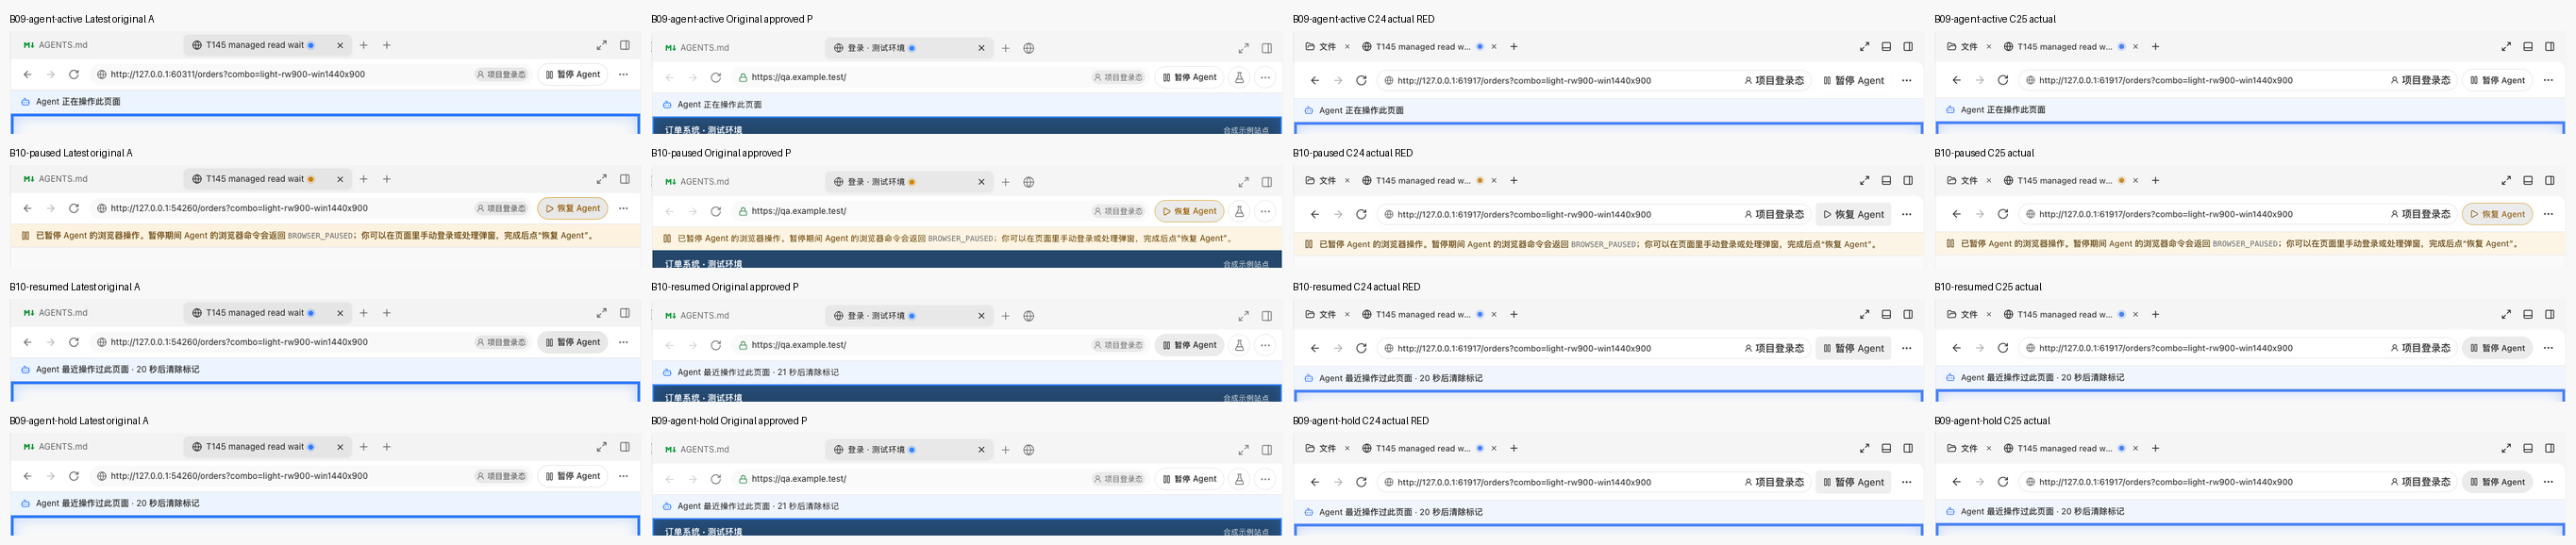 B09-agent-active Latest original A
AGENTS.md
T145 managed read wait
http://127.0.0.1:60311/orders?combo=light-rw900-win1440x900
项目登录态
暂停 Agent
Agent 正在操作此页面
B09-agent-active Original approved P
AGENTS.md
登录 · 测试环境
https://qa.example.test/
项目登录态
暂停 Agent
Agent 正在操作此页面
订单系统 · 测试环境
合成示例站点
B09-agent-active C24 actual RED
文件
T145 managed read w...
http://127.0.0.1:61917/orders?combo=light-rw900-win1440x900
项目登录态
暂停 Agent
Agent 正在操作此页面
B09-agent-active C25 actual
文件
T145 managed read w...
http://127.0.0.1:61917/orders?combo=light-rw900-win1440x900
项目登录态
暂停 Agent
Agent 正在操作此页面
B10-paused Latest original A
AGENTS.md
T145 managed read wait
http://127.0.0.1:54260/orders?combo=light-rw900-win1440x900
项目登录态
恢复 Agent
已暂停 Agent 的浏览器操作。暂停期间 Agent 的浏览器命令会返回 BROWSER_PAUSED；你可以在页面里手动登录或处理弹窗，完成后点“恢复 Agent”。
B10-paused Original approved P
AGENTS.md
登录 · 测试环境
https://qa.example.test/
项目登录态
恢复 Agent
已暂停 Agent 的浏览器操作。暂停期间 Agent 的浏览器命令会返回 BROWSER_PAUSED；你可以在页面里手动登录或处理弹窗，完成后点“恢复 Agent”。
订单系统 · 测试环境
合成示例站点
B10-paused C24 actual RED
文件
T145 managed read w...
http://127.0.0.1:61917/orders?combo=light-rw900-win1440x900
项目登录态
恢复 Agent
已暂停 Agent 的浏览器操作。暂停期间 Agent 的浏览器命令会返回 BROWSER_PAUSED；你可以在页面里手动登录或处理弹窗，完成后点“恢复 Agent”。
B10-paused C25 actual
文件
T145 managed read w...
http://127.0.0.1:61917/orders?combo=light-rw900-win1440x900
项目登录态
恢复 Agent
已暂停 Agent 的浏览器操作。暂停期间 Agent 的浏览器命令会返回 BROWSER_PAUSED；你可以在页面里手动登录或处理弹窗，完成后点“恢复 Agent”。
B10-resumed Latest original A
AGENTS.md
T145 managed read wait
http://127.0.0.1:54260/orders?combo=light-rw900-win1440x900
项目登录态
暂停 Agent
Agent 最近操作过此页面 · 20 秒后清除标记
B10-resumed Original approved P
AGENTS.md
登录 · 测试环境
https://qa.example.test/
项目登录态
暂停 Agent
Agent 最近操作过此页面 · 21 秒后清除标记
订单系统 · 测试环境
合成示例站点
B10-resumed C24 actual RED
文件
T145 managed read w...
http://127.0.0.1:61917/orders?combo=light-rw900-win1440x900
项目登录态
暂停 Agent
Agent 最近操作过此页面 · 20 秒后清除标记
B10-resumed C25 actual
文件
T145 managed read w...
http://127.0.0.1:61917/orders?combo=light-rw900-win1440x900
项目登录态
暂停 Agent
Agent 最近操作过此页面 · 20 秒后清除标记
B09-agent-hold Latest original A
AGENTS.md
T145 managed read wait
http://127.0.0.1:54260/orders?combo=light-rw900-win1440x900
项目登录态
暂停 Agent
Agent 最近操作过此页面 · 20 秒后清除标记
B09-agent-hold Original approved P
AGENTS.md
登录 · 测试环境
https://qa.example.test/
项目登录态
暂停 Agent
Agent 最近操作过此页面 · 21 秒后清除标记
订单系统 · 测试环境
合成示例站点
B09-agent-hold C24 actual RED
文件
T145 managed read w...
http://127.0.0.1:61917/orders?combo=light-rw900-win1440x900
项目登录态
暂停 Agent
Agent 最近操作过此页面 · 20 秒后清除标记
B09-agent-hold C25 actual
文件
T145 managed read w...
http://127.0.0.1:61917/orders?combo=light-rw900-win1440x900
项目登录态
暂停 Agent
Agent 最近操作过此页面 · 20 秒后清除标记